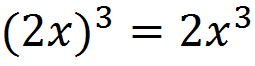 (2x)³ = 2x³